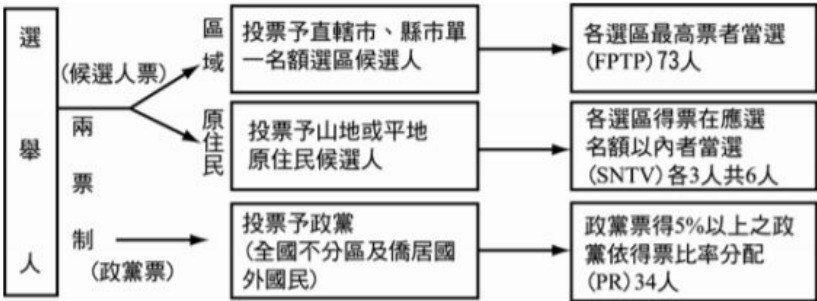 選舉人
兩票制
(候選人票)
區域
投票予直轄市、縣市單
一名額選區候選人
各選區最高票者當選
(FPTP) 73人
原住民
投票予山地或平地
原住民候選人
各選區得票在應選
名額以內者當選
(SNTV) 各3人共6人
(政黨票)
投票予政黨
(全國不分區及僑居國
外國民)
政黨票得5%以上之政
黨依得票比率分配
(PR) 34人